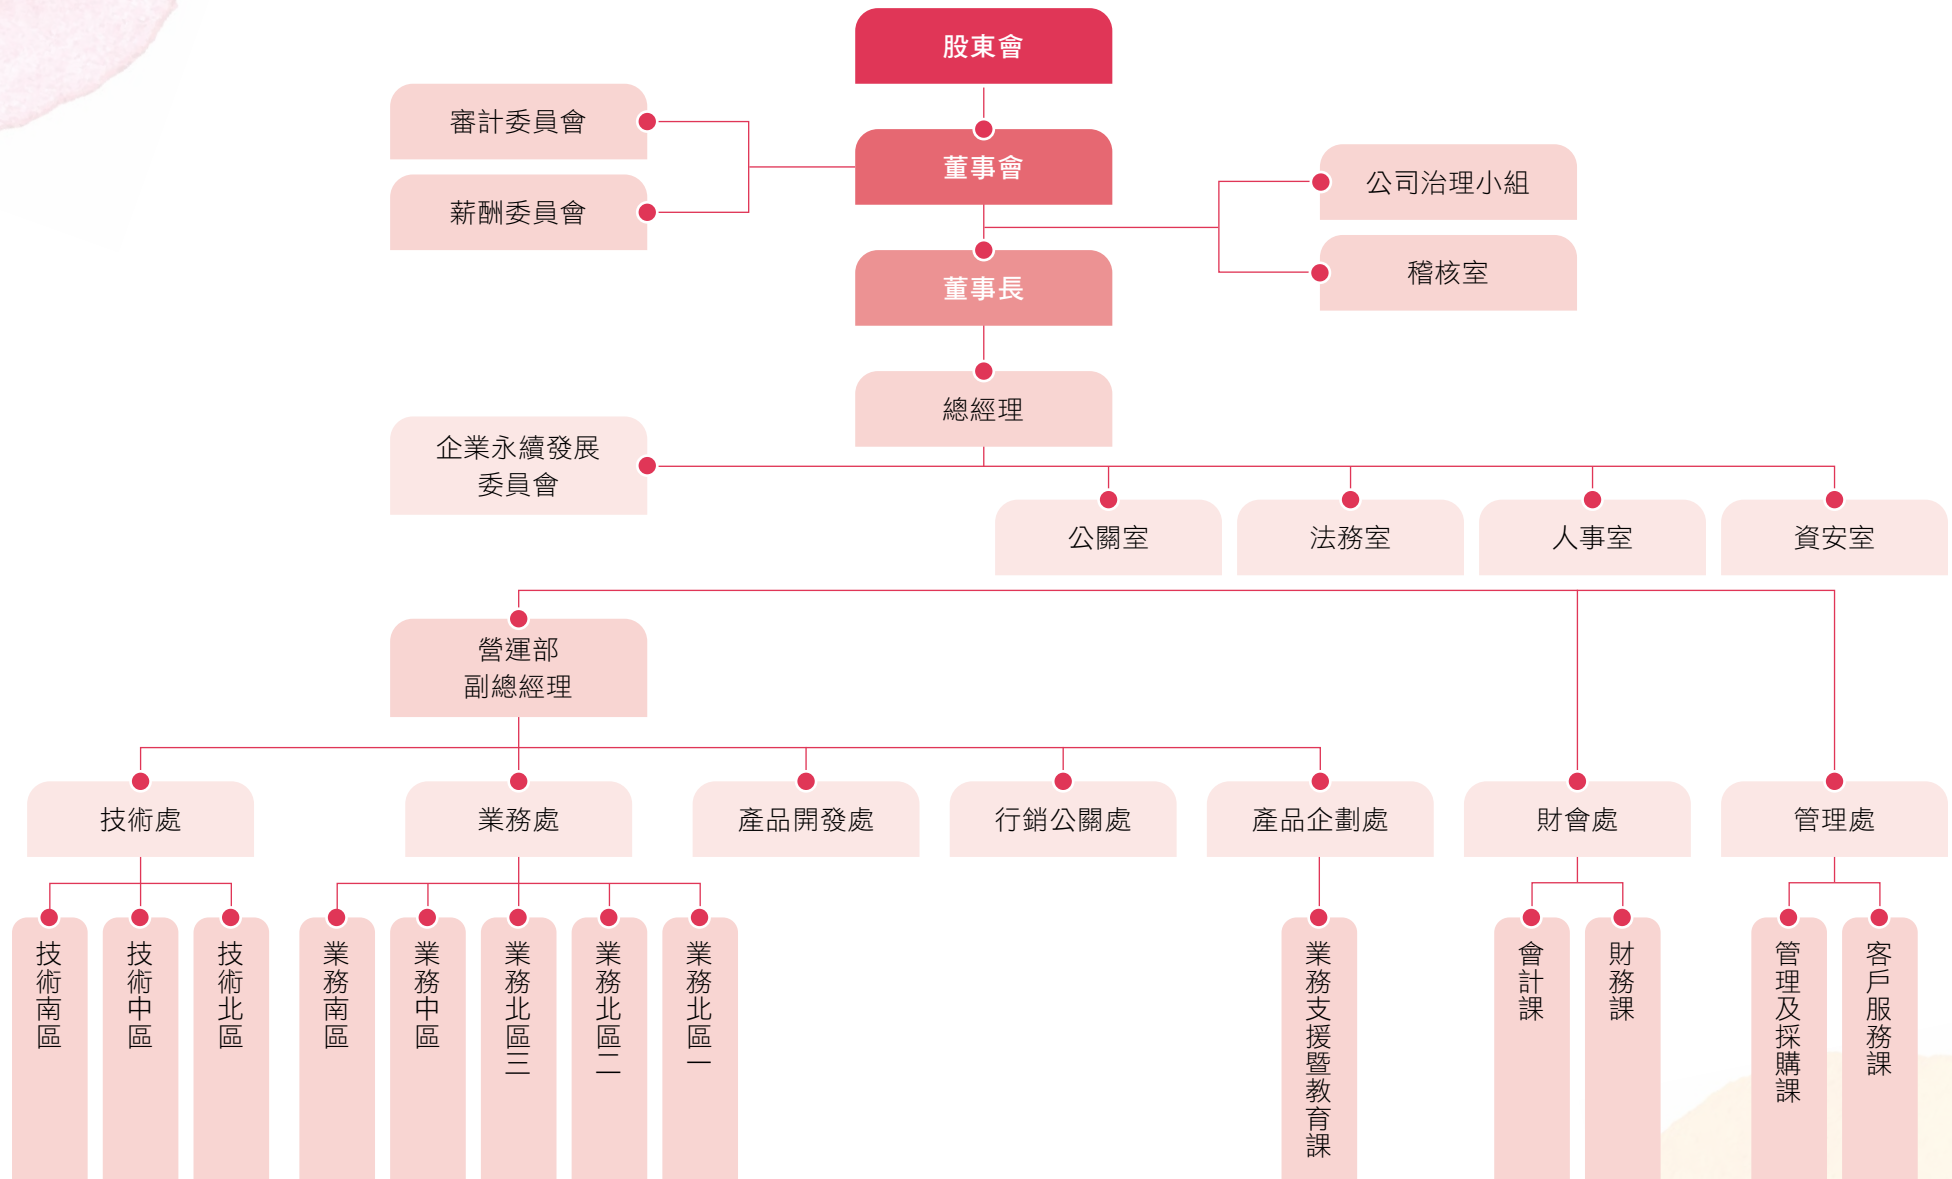 股東會
審計委員會
董事會
公司治理小組
薪酬委員會
稽核室
董事長
總經理
企業永續發展
委員會
公關室
法務室
人事室
資安室
營運部
副總經理
技術處
業務處
產品開發處
行銷公關處
產品企劃處
財會處
管理處
技術南區
技術中區
技術北區
業務南區
業務中區
業務北區三
業務北區二
業務北區一
業務支援暨教育課
會計課
財務課
管理及採購課
客戶服務課